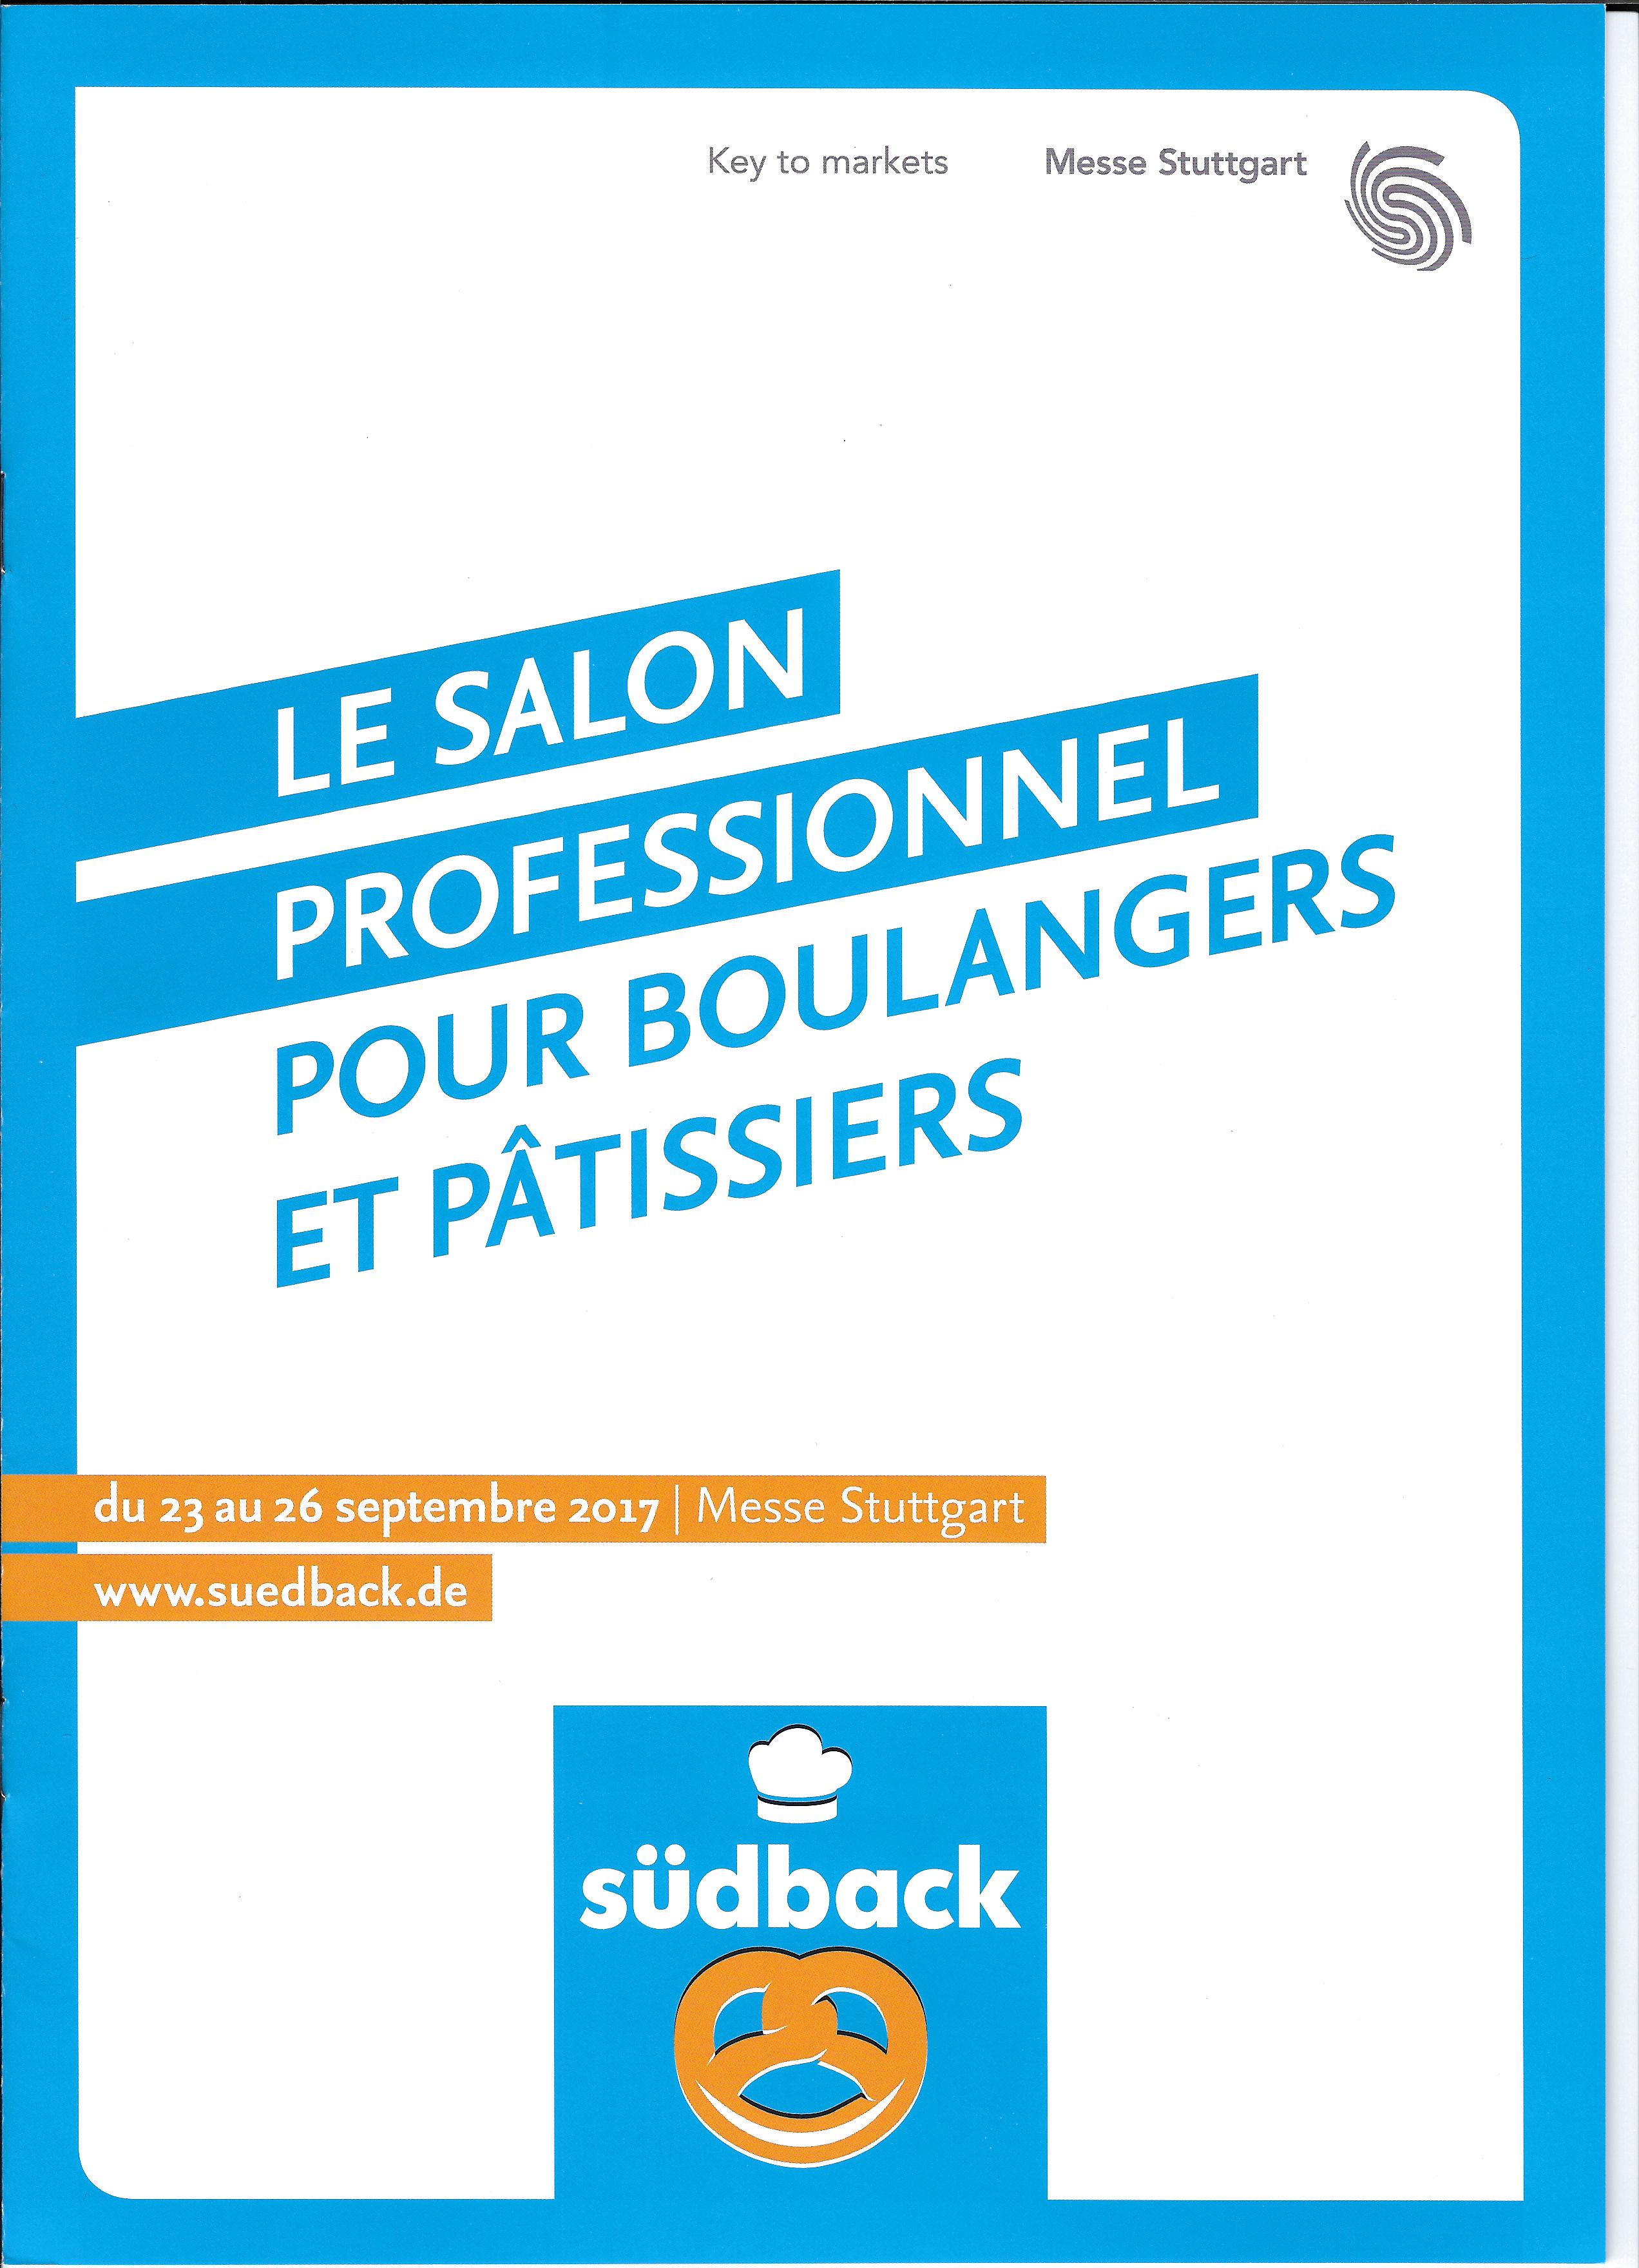 Key to markets Messe Stuttgart
LE SALON
PROFESSIONNEL
POUR BOULANGERS
ET PÂTISSIERS
du 23 au 26 septembre 2017 | Messe Stuttgart
www.suedback.de
südback